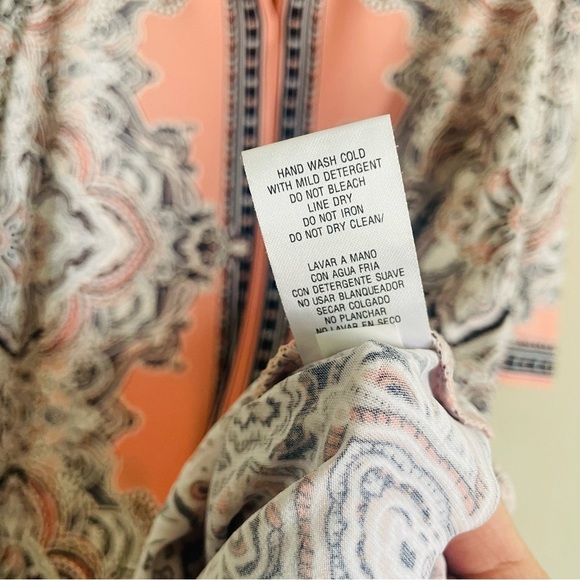 HAND WASH COLD
WITH MILD DETERGENT
DO NOT BLEACH
LINE DRY
DO NOT IRON
DO NOT DRY CLEAN/
LAVAR A MANO
CON AGUA FRIA
CON DETERGENTE SUAVE
NO USAR BLANQUEADOR
SECAR COLGADO
NO PLANCHAR
NO LAVAR EN SECO